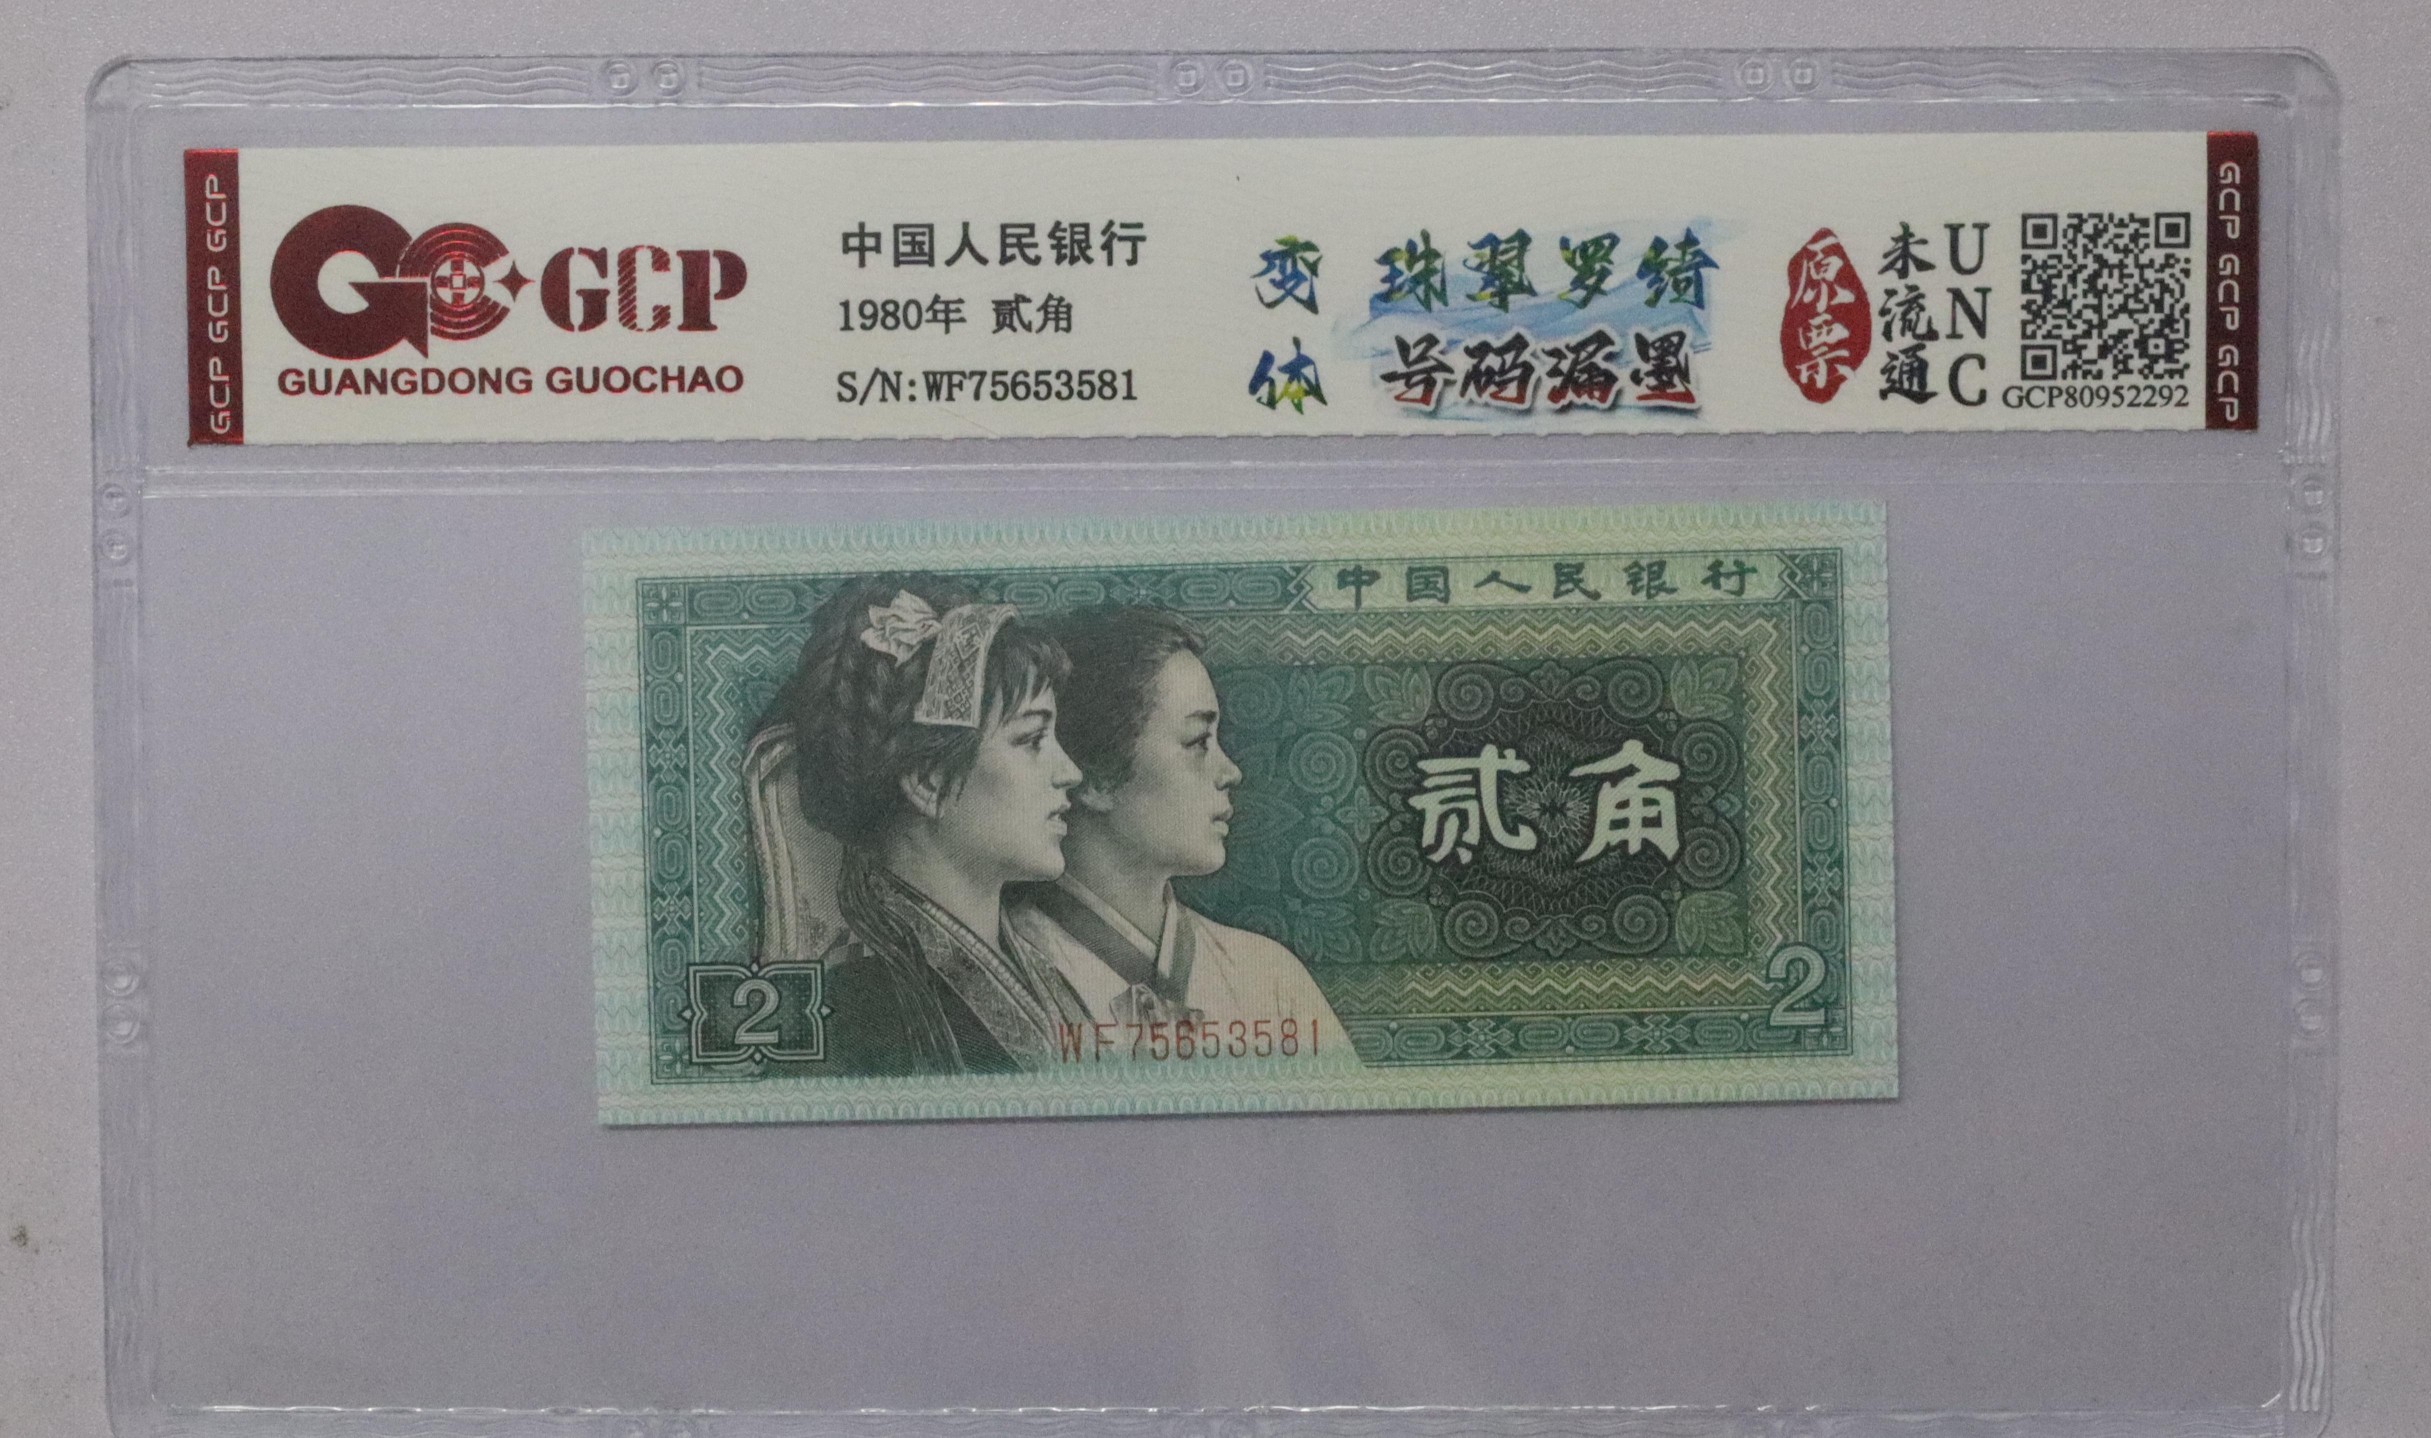 GCP GCP GCP
GCP
GUANGDONG GUOCHAO
中国人民银行
1980年 贰角
S/N:WF75653581
变体
珠翠罗绮
号码漏墨
原票
未流通
UNC
GCP80952292
GCP GCP GCP
中国人民银行
贰角
2
2
WF75653581